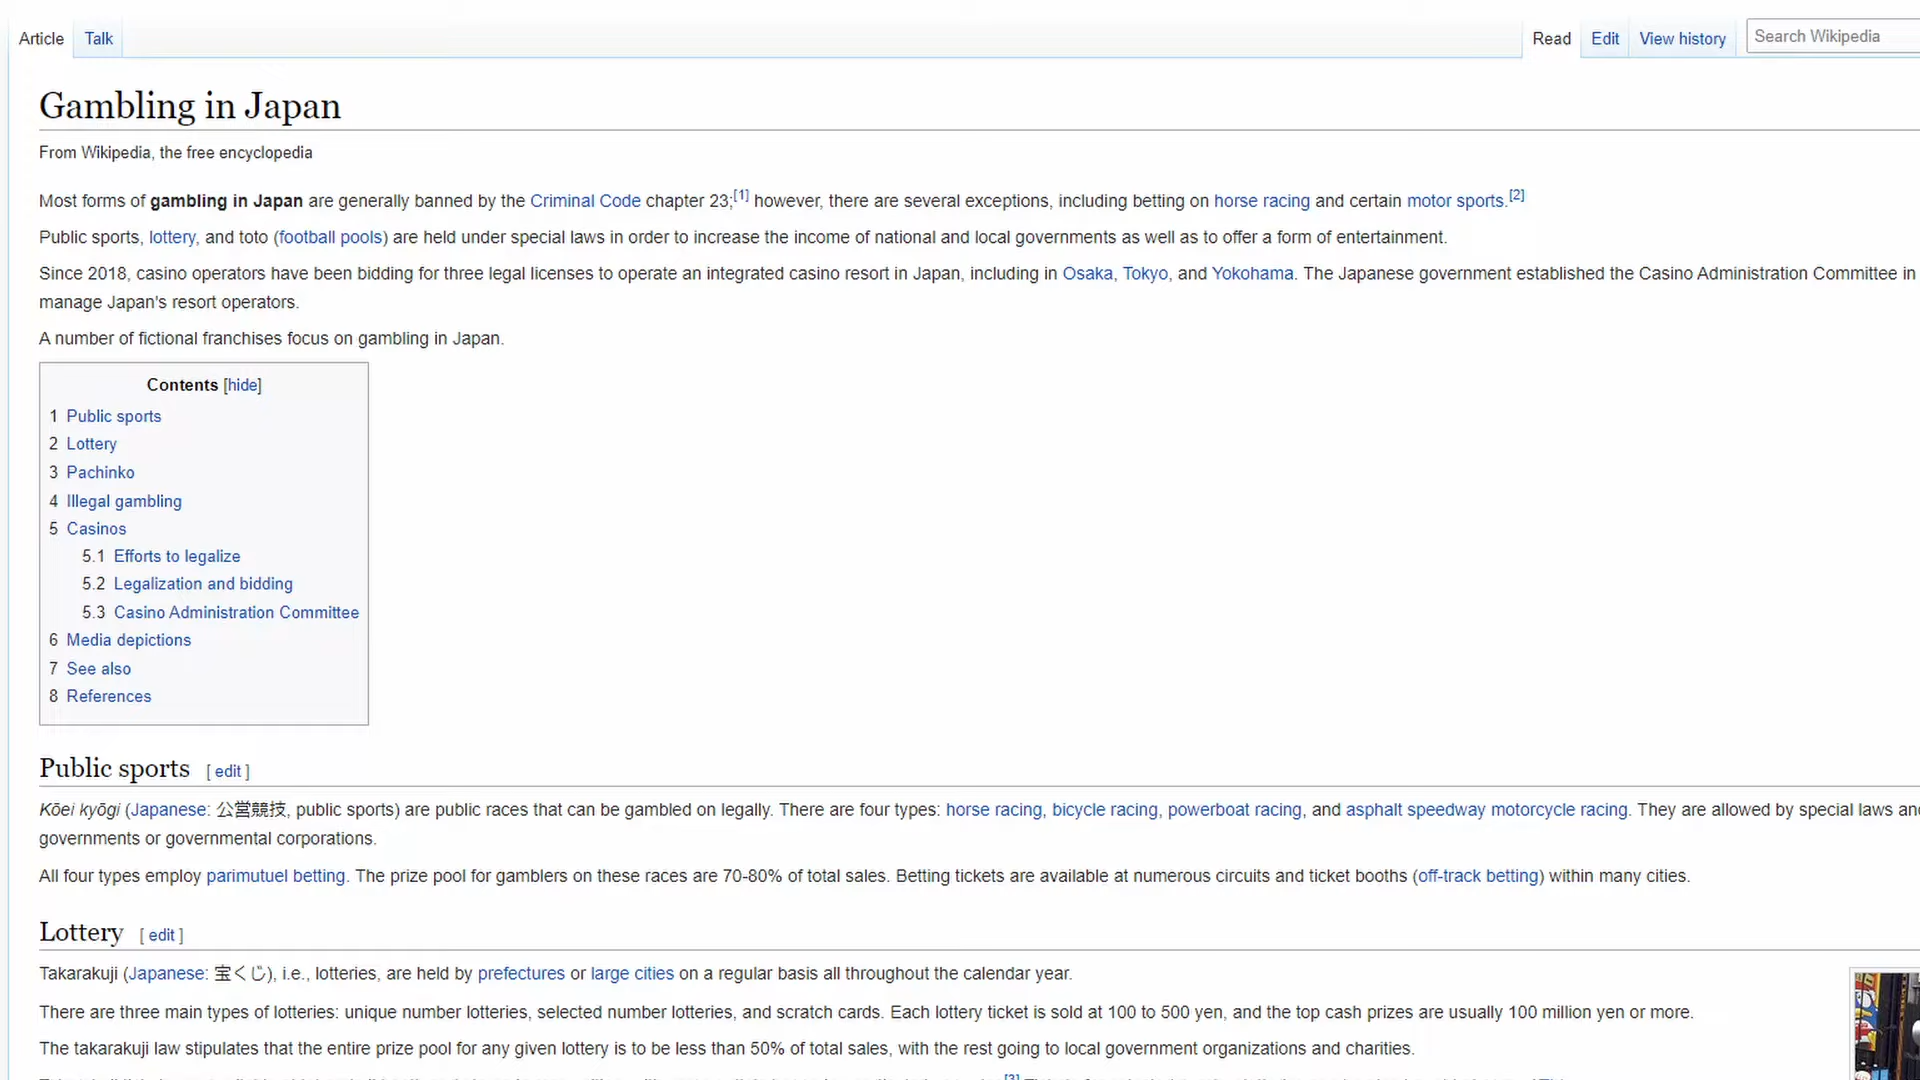 Article Talk Read Edit View history Search Wikipedia
Gambling in Japan
From Wikipedia, the free encyclopedia
Most forms of gambling in Japan are generally banned by the Criminal Code chapter 23;[1] however, there are several exceptions, including betting on horse racing and certain motor sports.[2]
Public sports, lottery, and toto (football pools) are held under special laws in order to increase the income of national and local governments as well as to offer a form of entertainment.
Since 2018, casino operators have been bidding for three legal licenses to operate an integrated casino resort in Japan, including in Osaka, Tokyo, and Yokohama. The Japanese government established the Casino Administration Committee in
manage Japan's resort operators.
A number of fictional franchises focus on gambling in Japan.
Contents [hide]
1 Public sports
2 Lottery
3 Pachinko
4 Illegal gambling
5 Casinos
5.1 Efforts to legalize
5.2 Legalization and bidding
5.3 Casino Administration Committee
6 Media depictions
7 See also
8 References
Public sports [ edit ]
Kōei kyōgi (Japanese: 公営競技, public sports) are public races that can be gambled on legally. There are four types: horse racing, bicycle racing, powerboat racing, and asphalt speedway motorcycle racing. They are allowed by special laws and
governments or governmental corporations.
All four types employ parimutuel betting. The prize pool for gamblers on these races are 70-80% of total sales. Betting tickets are available at numerous circuits and ticket booths (off-track betting) within many cities.
Lottery [ edit ]
Takarakuji (Japanese: 宝くじ), i.e., lotteries, are held by prefectures or large cities on a regular basis all throughout the calendar year.
There are three main types of lotteries: unique number lotteries, selected number lotteries, and scratch cards. Each lottery ticket is sold at 100 to 500 yen, and the top cash prizes are usually 100 million yen or more.
The takarakuji law stipulates that the entire prize pool for any given lottery is to be less than 50% of total sales, with the rest going to local government organizations and charities.
[3]